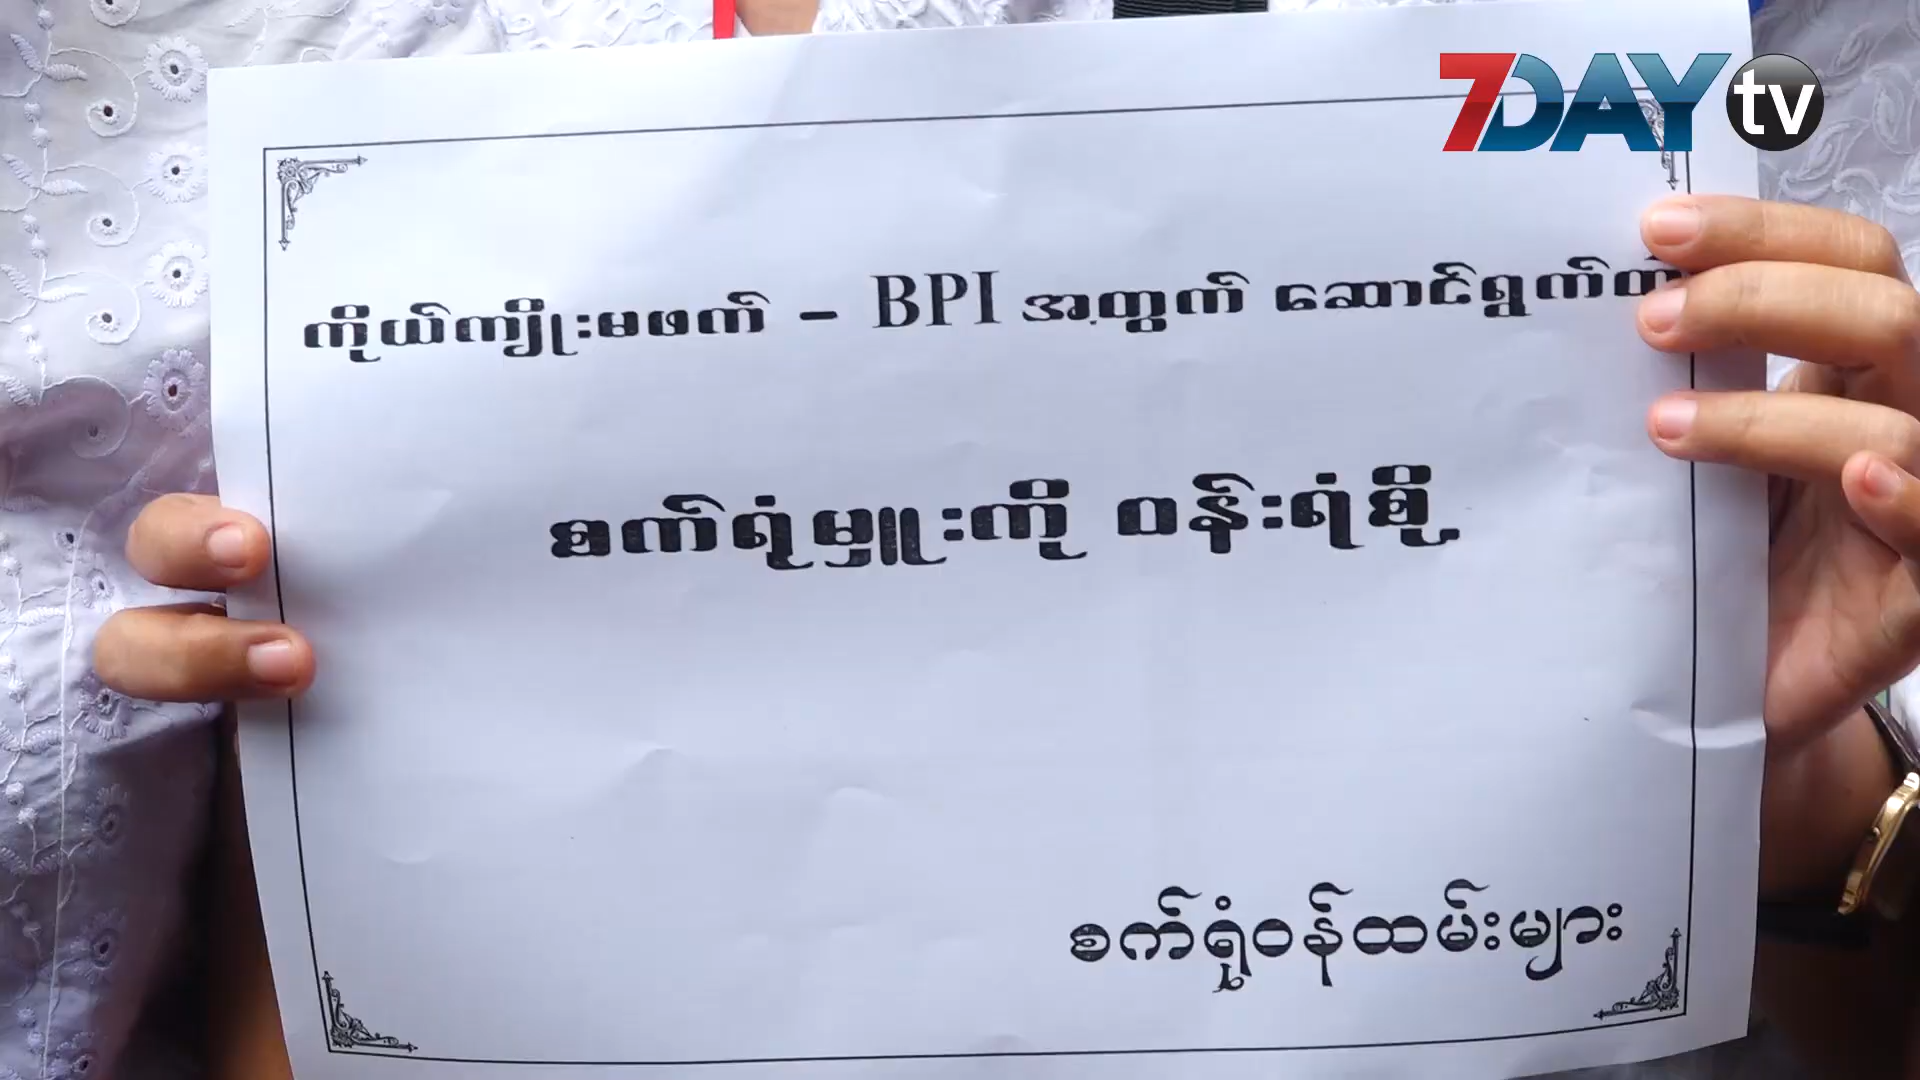 7DAY tv
ကိုယ်ကျိုးမဖက် – BPI အတွက် ဆောင်ရွက်
စက်ရုံမှူးကို ဝန်းရံစို့
စက်ရုံဝန်ထမ်းများ